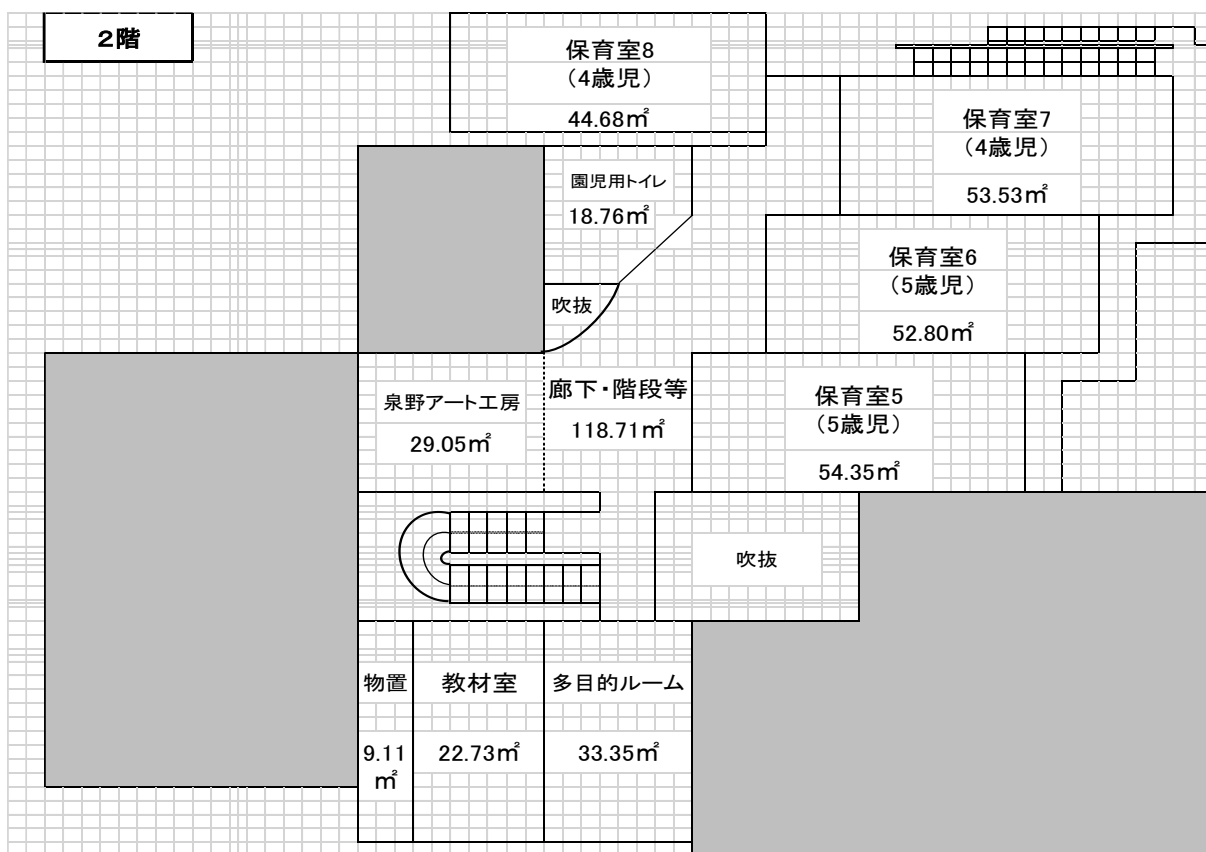 2階
保育室8
（4歳児）
44.68㎡
保育室7
（4歳児）
53.53㎡
園児用トイレ
18.76㎡
保育室6
（5歳児）
52.80㎡
吹抜
泉野アート工房
29.05㎡
廊下・階段等
118.71㎡
保育室5
（5歳児）
54.35㎡
吹抜
物置
9.11
㎡
教材室
22.73㎡
多目的ルーム
33.35㎡